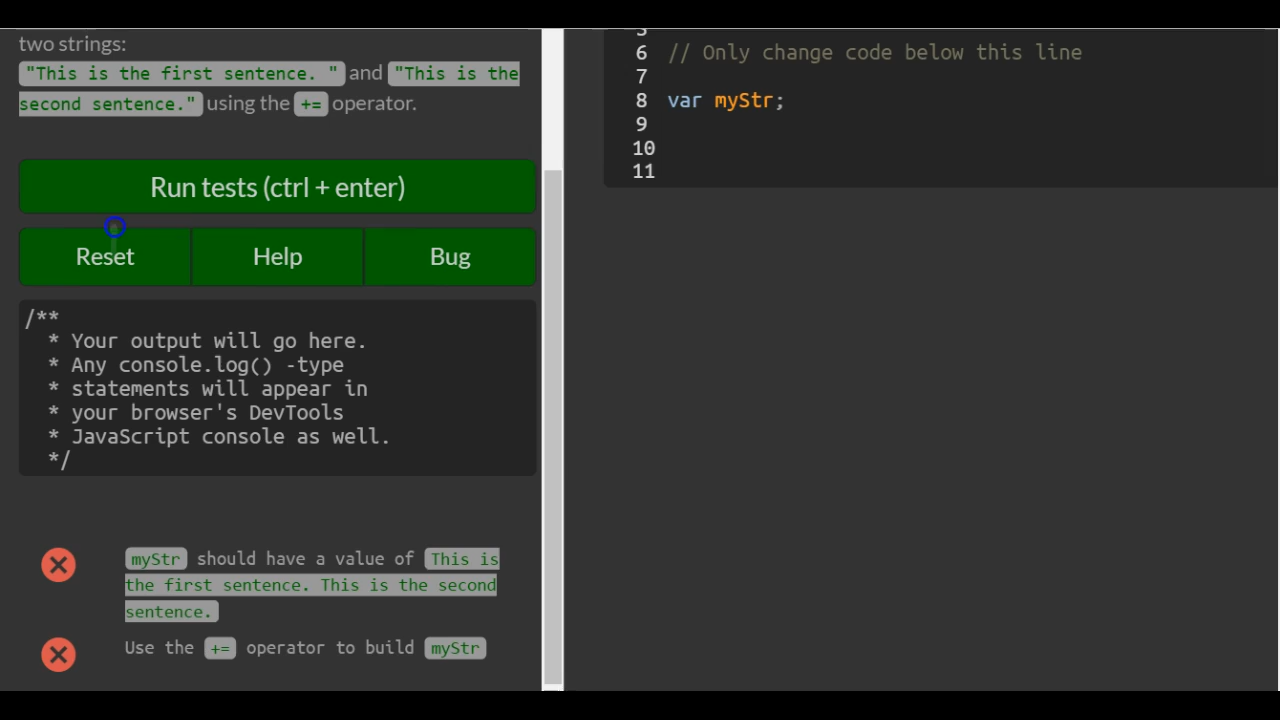 two strings:
"This is the first sentence. " and "This is the
second sentence." using the += operator.
Run tests (ctrl + enter)
Reset Help Bug
/**
* Your output will go here.
* Any console.log() -type
* statements will appear in
* your browser's DevTools
* JavaScript console as well.
*/
myStr should have a value of This is
the first sentence. This is the second
sentence.
Use the += operator to build myStr
5
6 // Only change code below this line
7
8 var myStr;
9
10
11